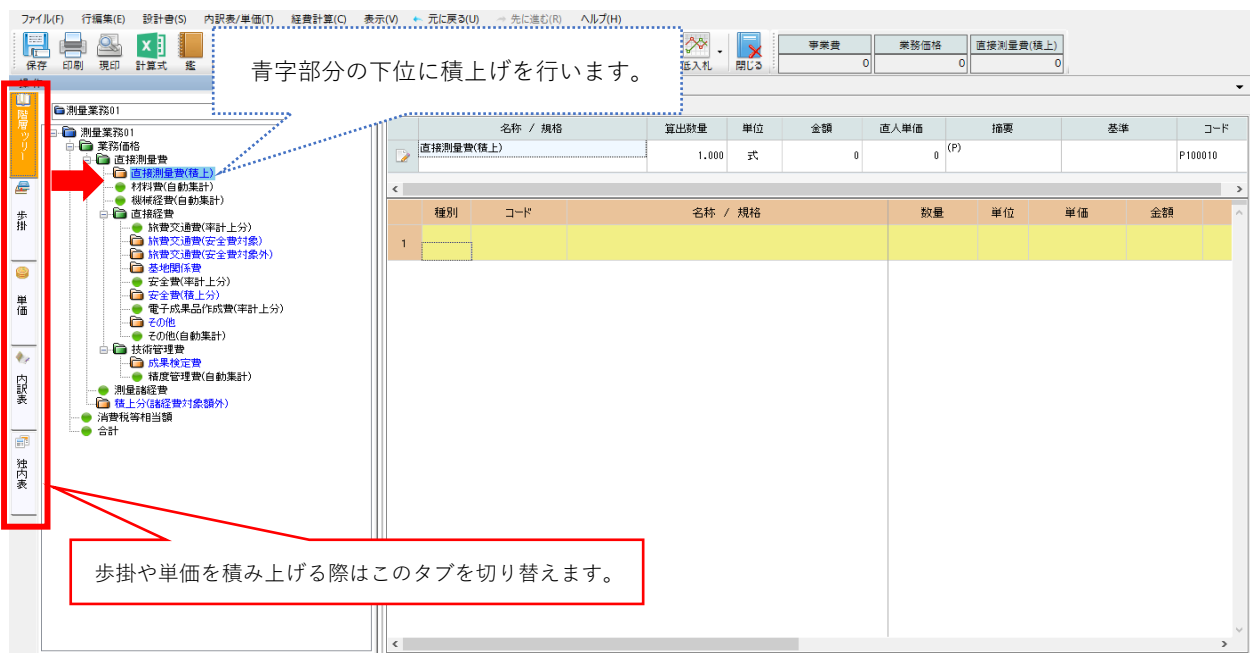 ファイル(F) 行編集(E) 設計書(S) 内訳表/単価(T) 経費計算(C) 表示(V) 元に戻る(U) 先に進む(R) ヘルプ(H)
保存 印刷 現印 計算式 鑑 低入札 閉じる
事業費 業務価格 直接測量費(積上)
0 0 0
青字部分の下位に積上げを行います。
測量業務01
測量業務01
業務価格
直接測量費
直接測量費(積上)
材料費(自動集計)
機械経費(自動集計)
直接経費
旅費交通費(率計上分)
旅費交通費(安全費対象)
旅費交通費(安全費対象外)
基地関係費
安全費(率計上分)
安全費(積上分)
電子成果品作成費(率計上分)
その他
その他(自動集計)
技術管理費
成果検定費
精度管理費(自動集計)
測量諸経費
積上分(諸経費対象額外)
消費税等相当額
合計
階層ツリー
歩掛
単価
内訳表
独内表
名称 / 規格 算出数量 単位 金額 直人単価 摘要 基準 コード
直接測量費(積上) 1.000 式 0 0 (P) P100010
種別 コード 名称 / 規格 数量 単位 単価 金額
1
歩掛や単価を積み上げる際はこのタブを切り替えます。